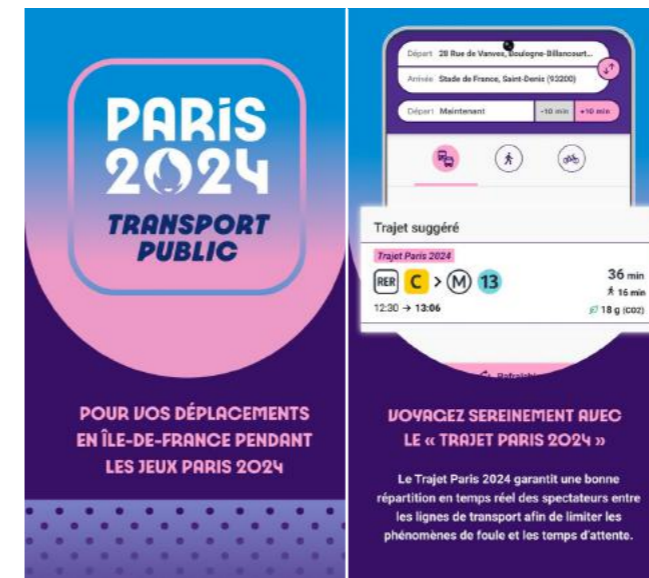 PARiS
2024
TRANSPORT
PUBLIC
POUR VOS DÉPLACEMENTS
EN ÎLE-DE-FRANCE PENDANT
LES JEUX PARIS 2024
Départ 28 Rue de Vanves, Boulogne-Billancourt...
Arrivée Stade de France, Saint-Denis (93200)
Départ Maintenant -10 min +10 min
Trajet suggéré
Trajet Paris 2024
RER C > M 13 36 min
16 min
12:30 → 13:06 18 g (CO2)
VOYAGEZ SEREINEMENT AVEC
LE « TRAJET PARIS 2024 »
Le Trajet Paris 2024 garantit une bonne
répartition en temps réel des spectateurs entre
les lignes de transport afin de limiter les
phénomènes de foule et les temps d'attente.